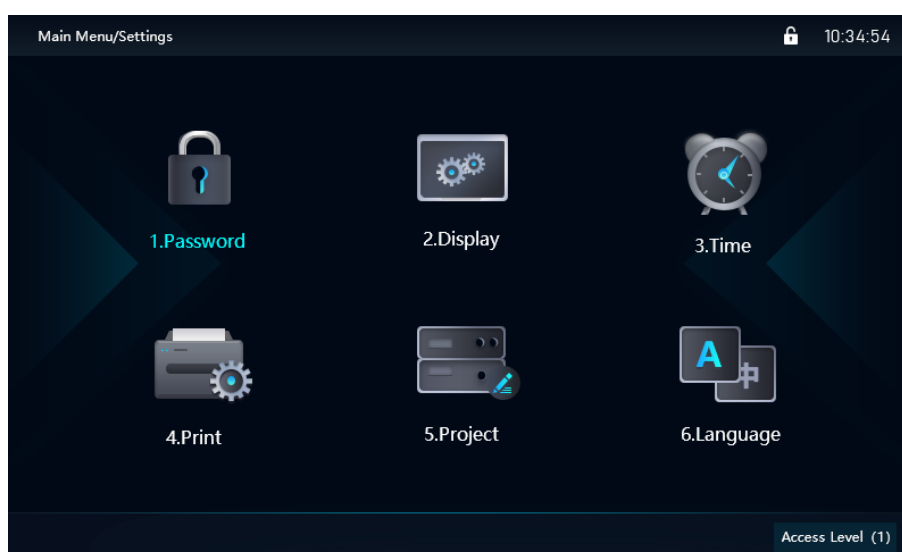 Main Menu/Settings
10:34:54
1.Password
2.Display
3.Time
A
中
4.Print
5.Project
6.Language
Access Level (1)